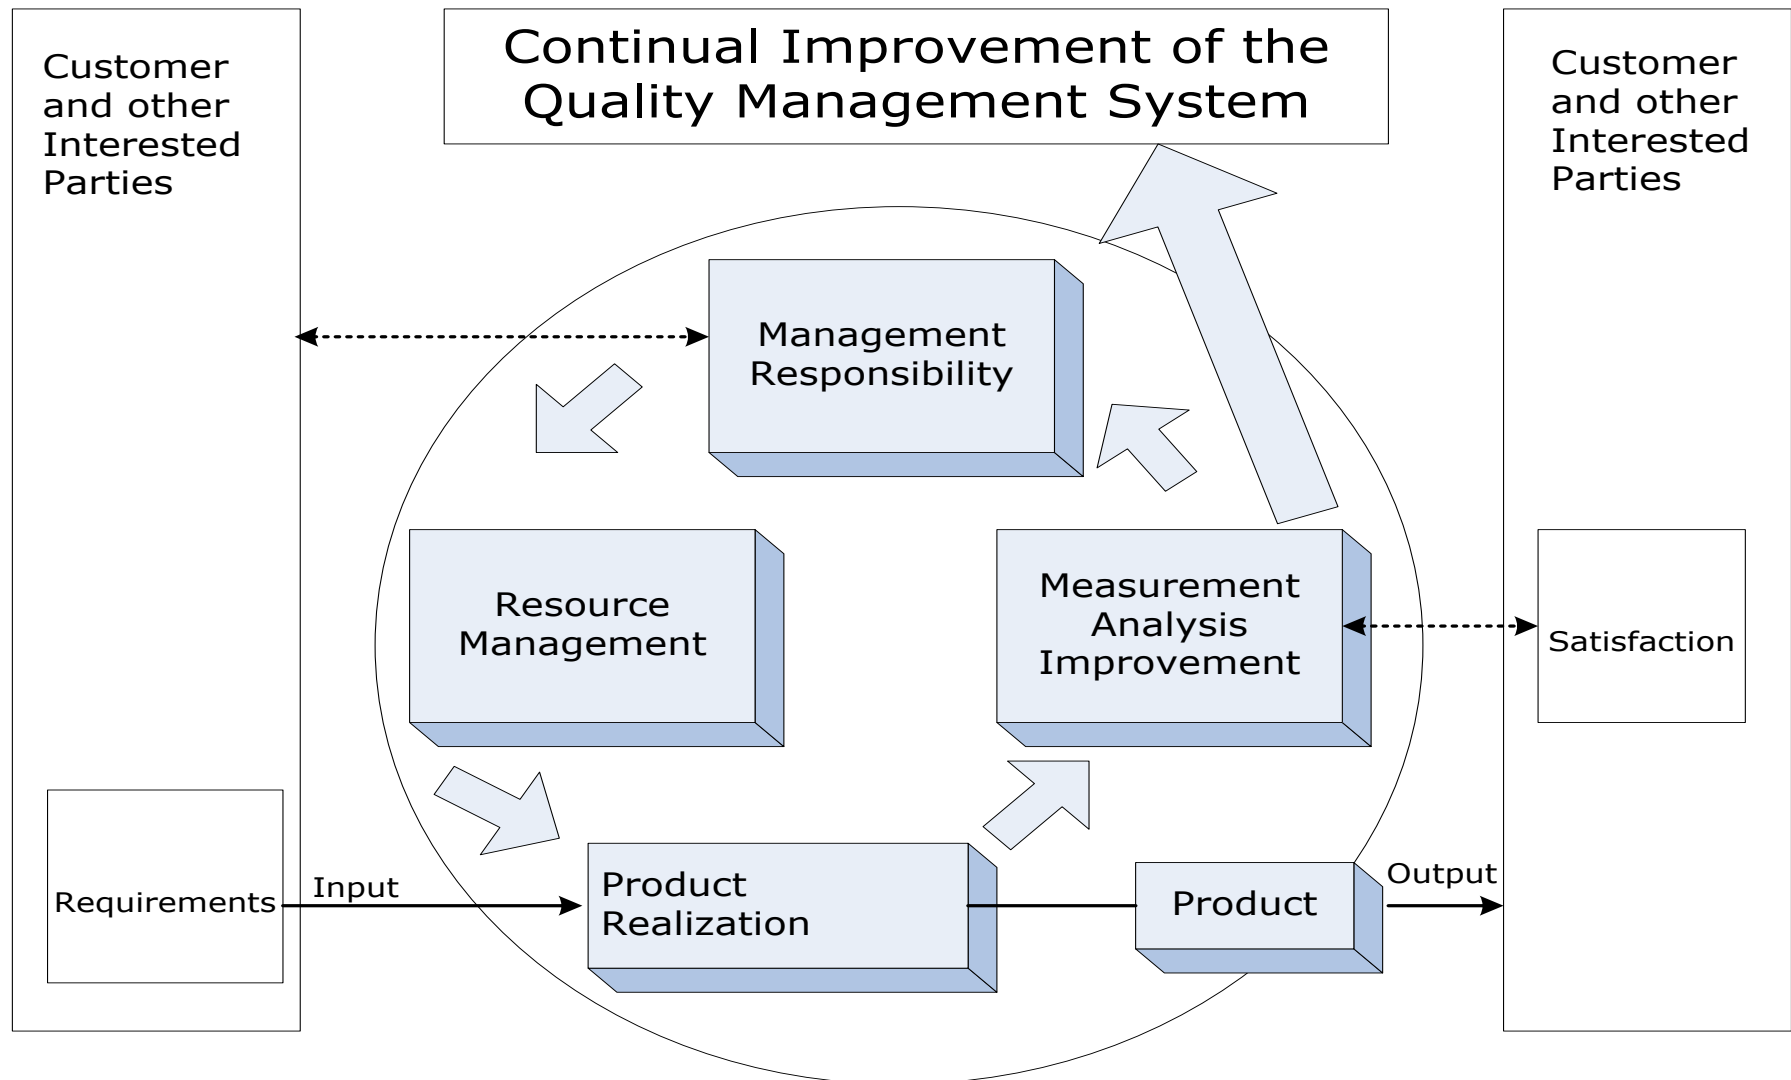 Customer
and other
Interested
Parties
Continual Improvement of the
Quality Management System
Customer
and other
Interested
Parties
Management
Responsibility
Resource
Management
Measurement
Analysis
Improvement
Satisfaction
Requirements
Input
Product
Realization
Product
Output